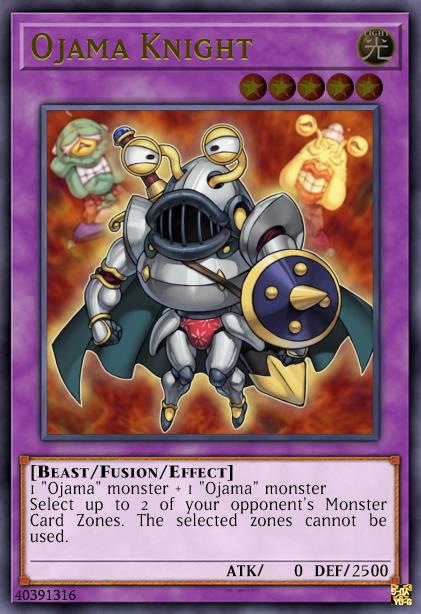 OJAMA KNIGHT
LIGHT
光
[BEAST/FUSION/EFFECT]
1 "Ojama" monster + 1 "Ojama" monster
Select up to 2 of your opponent's Monster
Card Zones. The selected zones cannot be
used.
ATK/ 0 DEF/2500
40391316